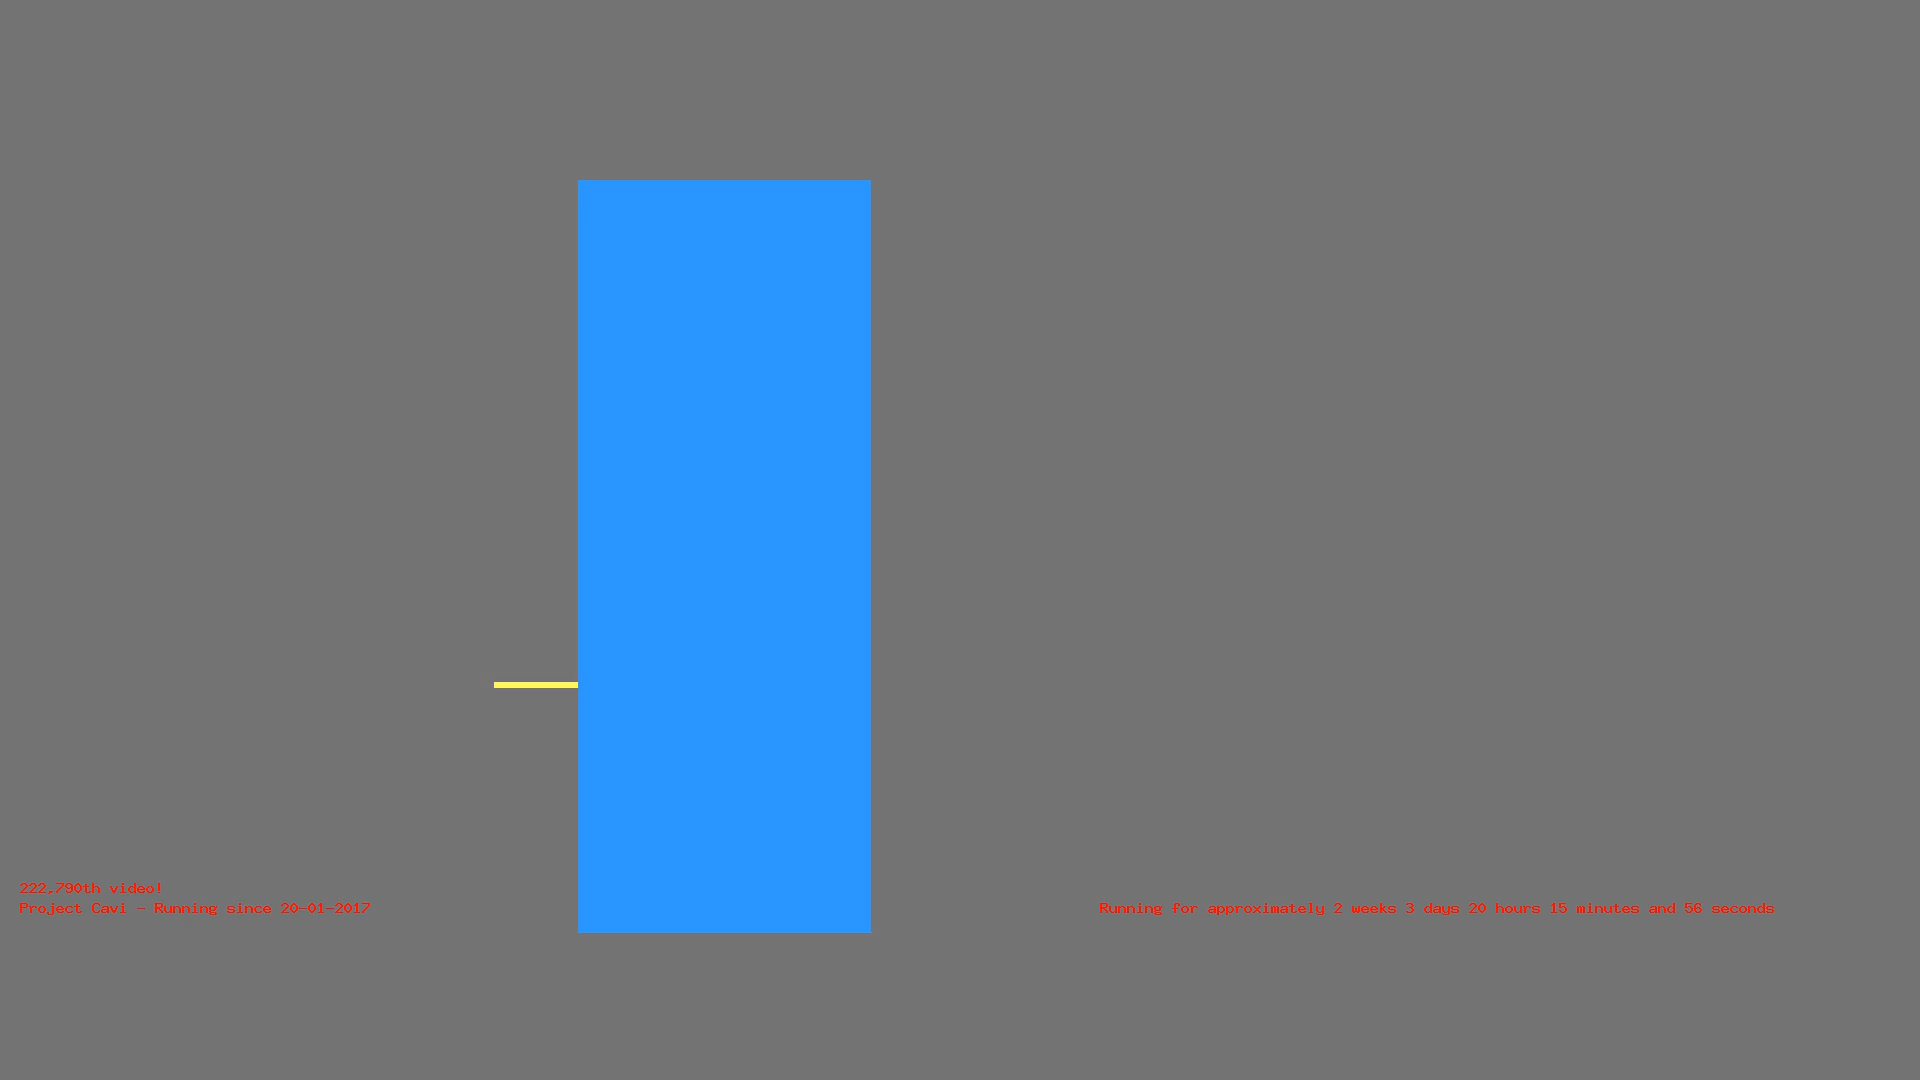 222,790th video!
Project Cavi - Running since 20-01-2017
Running for approximately 2 weeks 3 days 20 hours 15 minutes and 56 seconds